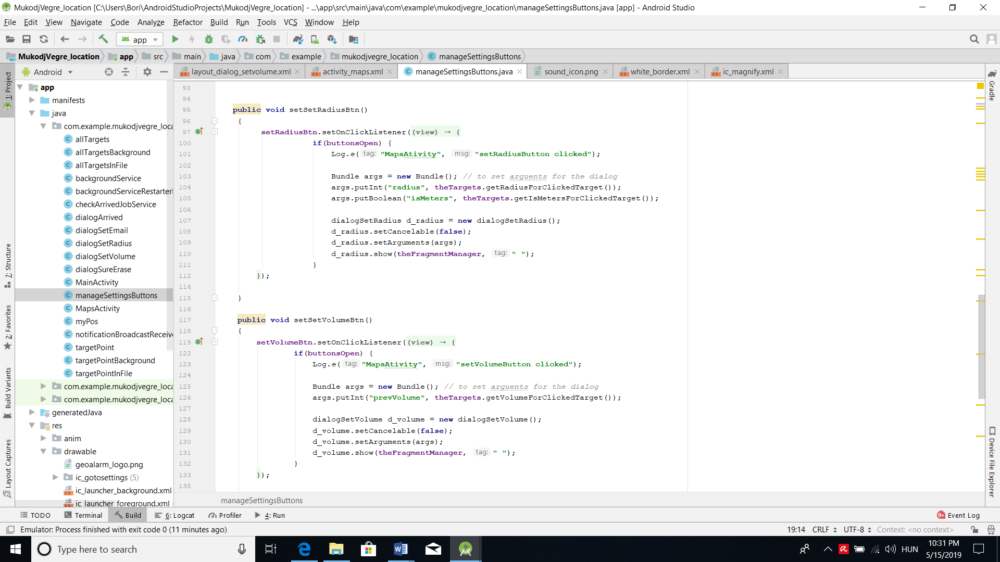 MukodjVegre_location [C:\Users\Bori\AndroidStudioProjects\MukodjVegre_location] - ...\app\src\main\java\com\example\mukodjvegre_location\manageSettingsButtons.java [app] - Android Studio
File Edit View Navigate Code Analyze Refactor Build Run Tools VCS Window Help
app
MukodjVegre_location app src main java com example mukodjvegre_location manageSettingsButtons
Android
layout_dialog_setvolume.xml activity_maps.xml manageSettingsButtons.java sound_icon.png white_border.xml ic_magnify.xml
1: Project
7: Structure
2: Favorites
Build Variants
Layout Captures
app
manifests
java
com.example.mukodjvegre_loca
allTargets
allTargetsBackground
allTargetsInFile
backgroundService
backgroundServiceRestarter
checkArrivedJobService
dialogArrived
dialogSetEmail
dialogSetRadius
dialogSetVolume
dialogSureErase
MainActivity
manageSettingsButtons
MapsActivity
myPos
notificationBroadcastReceive
targetPoint
targetPointBackground
targetPointInFile
com.example.mukodjvegre_loca
com.example.mukodjvegre_loca
generatedJava
res
anim
drawable
geoalarm_logo.png
ic_gotosettings (5)
ic_launcher_background.xml
ic_launcher_foreground.xml (
93
94
95 public void setSetRadiusBtn()
96 {
97 setRadiusBtn.setOnClickListener((view) → {
100 if(buttonsOpen) {
101 Log.e( tag: "MapsAtivity", msg: "setRadiusButton clicked");
102
103 Bundle args = new Bundle(); // to set arguents for the dialog
104 args.putInt("radius", theTargets.getRadiusForClickedTarget());
105 args.putBoolean("isMeters", theTargets.getIsMetersForClickedTarget());
106
107 dialogSetRadius d_radius = new dialogSetRadius();
108 d_radius.setCancelable(false);
109 d_radius.setArguments(args);
110 d_radius.show(theFragmentManager, tag: " ");
111 }
112 });
114
115 }
116
117 public void setSetVolumeBtn()
118 {
119 setVolumeBtn.setOnClickListener((view) → {
122 if(buttonsOpen) {
123 Log.e( tag: "MapsAtivity", msg: "setVolumeButton clicked");
124
125 Bundle args = new Bundle(); // to set arguents for the dialog
126 args.putInt("prevVolume", theTargets.getVolumeForClickedTarget());
127
128 dialogSetVolume d_volume = new dialogSetVolume();
129 d_volume.setCancelable(false);
130 d_volume.setArguments(args);
131 d_volume.show(theFragmentManager, tag: " ");
132 }
133 });
135
manageSettingsButtons
Gradle
Device File Explorer
TODO Terminal Build 6: Logcat Profiler 4: Run 9+ Event Log
Emulator: Process finished with exit code 0 (11 minutes ago) 19:14 CRLF UTF-8 Context: <no context>
Type here to search HUN 10:31 PM
5/15/2019